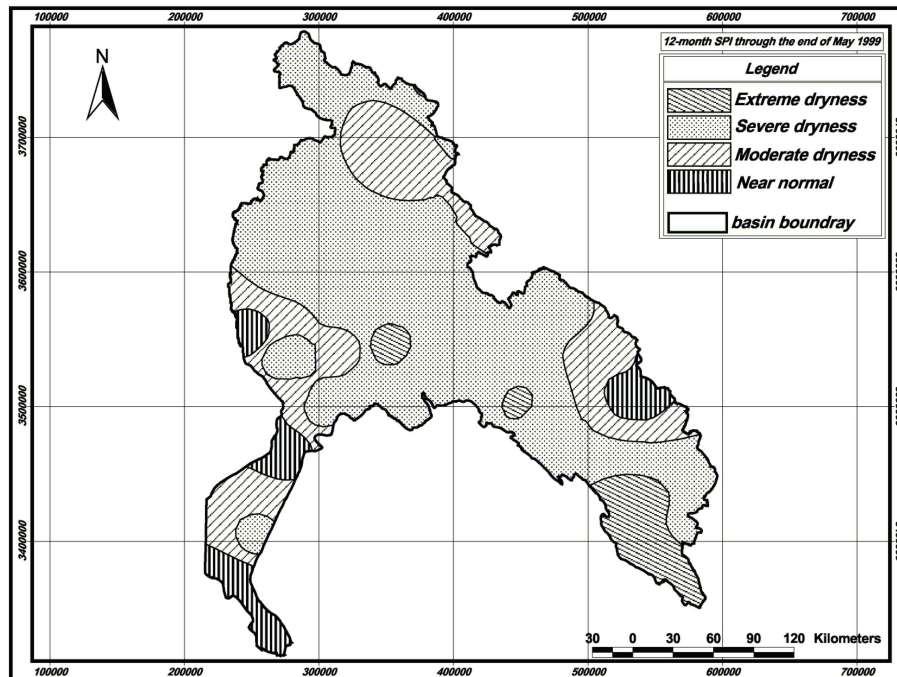 100000 200000 300000 400000 500000 600000 700000
12-month SPI through the end of May 1999
N
Legend
Extreme dryness
Severe dryness
Moderate dryness
Near normal
basin boundray
3700000
3600000
3500000
3400000
30 0 30 60 90 120 Kilometers
100000 200000 300000 400000 500000 600000 700000